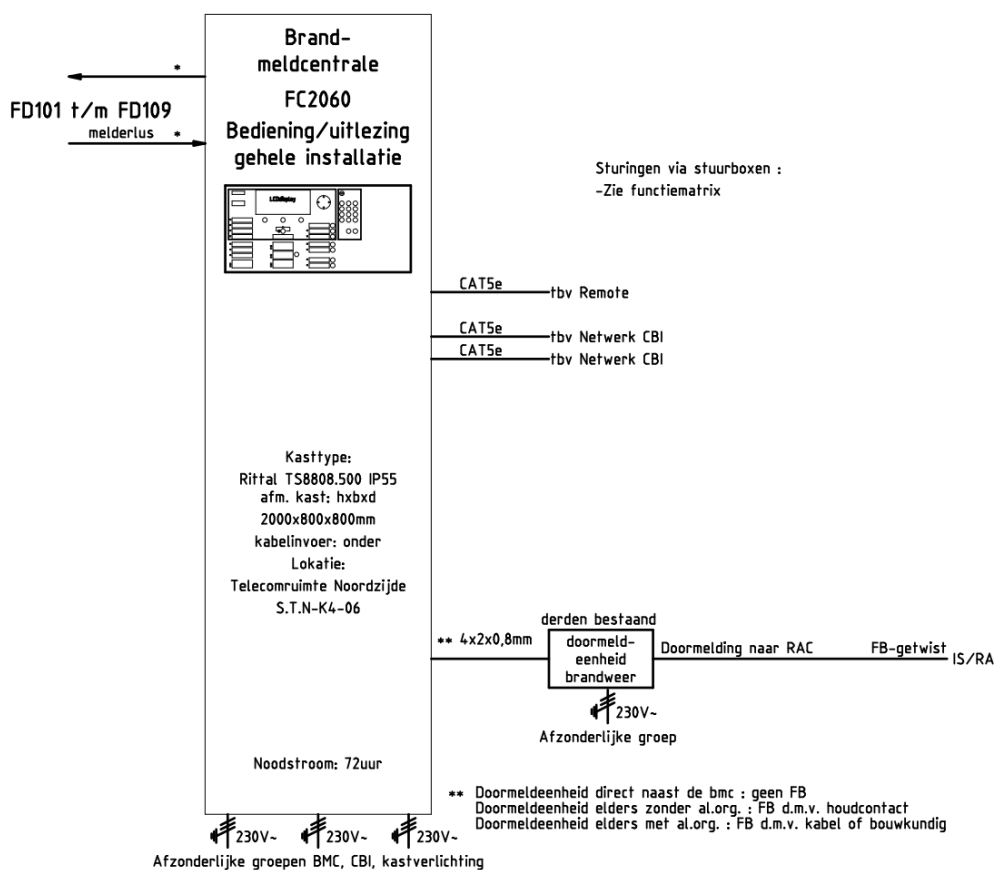 Brand-
meldcentrale
FC2060
Bediening/uitlezing
gehele installatie
*
FD101 t/m FD109
melderlus *
LCDdisplay
Sturingen via stuurboxen :
-Zie functiematrix
CAT5e
tbv Remote
CAT5e
tbv Netwerk CBI
CAT5e
tbv Netwerk CBI
Kasttype:
Rittal TS8808.500 IP55
afm. kast: hxbxd
2000x800x800mm
kabelinvoer: onder
Lokatie:
Telecomruimte Noordzijde
S.T.N-K4-06
derden bestaand
** 4x2x0,8mm
doormeld-
eenheid
brandweer
Doormelding naar RAC
FB-getwist
IS/RA
230V~
Afzonderlijke groep
Noodstroom: 72uur
** Doormeldeenheid direct naast de bmc : geen FB
Doormeldeenheid elders zonder al.org. : FB d.m.v. houdcontact
Doormeldeenheid elders met al.org. : FB d.m.v. kabel of bouwkundig
230V~ 230V~ 230V~
Afzonderlijke groepen BMC, CBI, kastverlichting